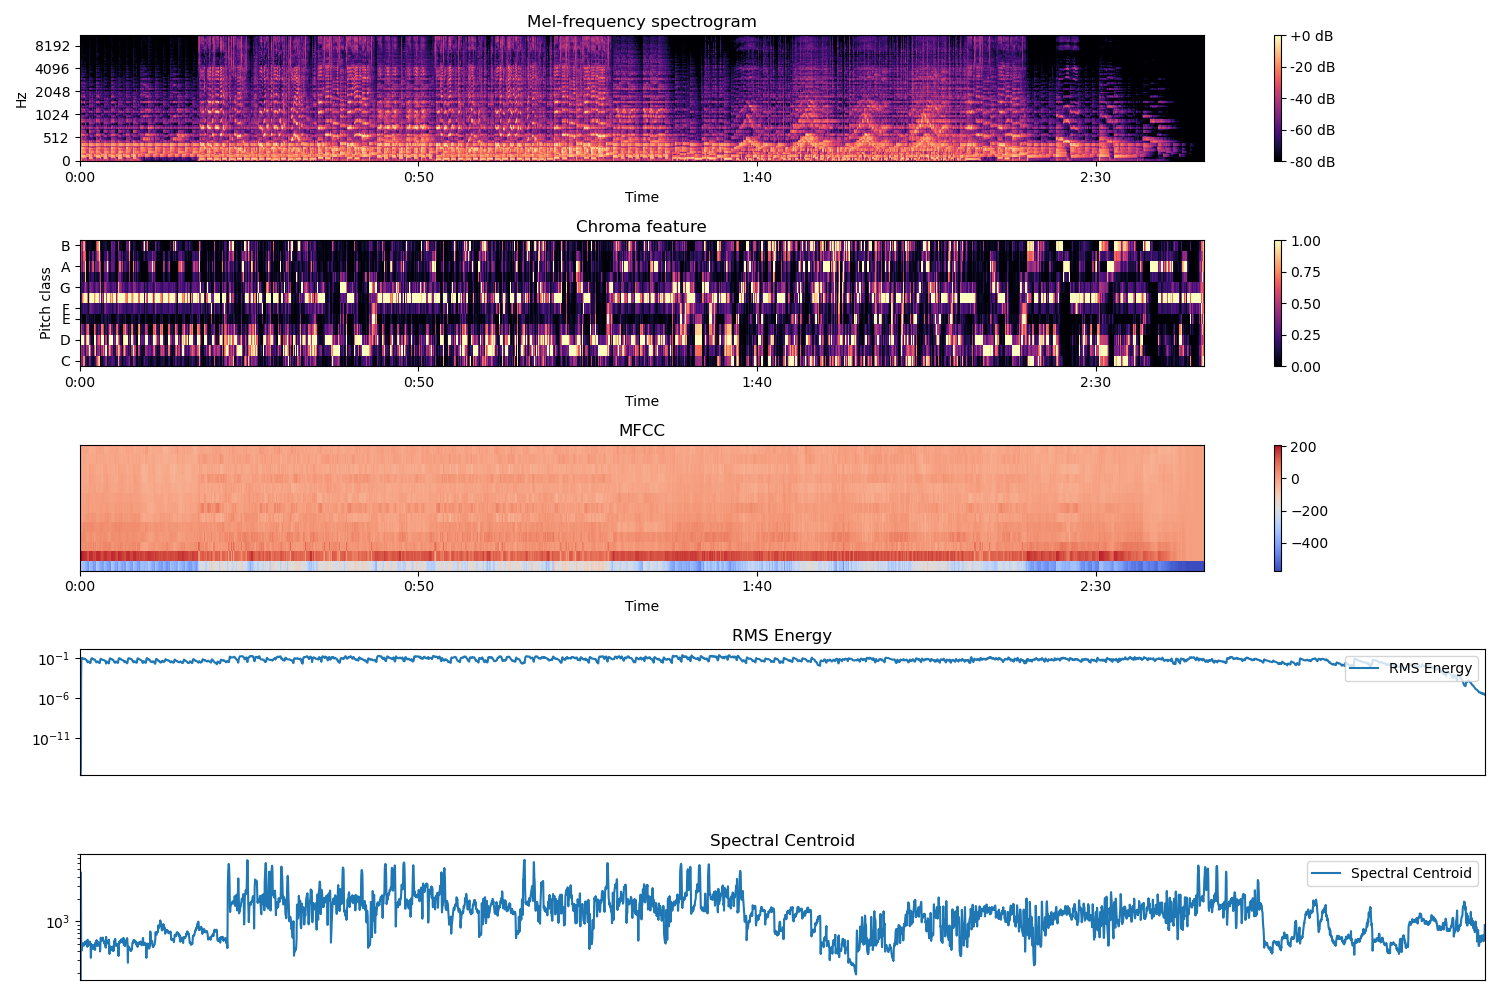 Mel-frequency spectrogram
8192
4096
2048
1024
512
0
Hz
0:00
0:50
1:40
2:30
Time
+0 dB
-20 dB
-40 dB
-60 dB
-80 dB
Chroma feature
B
A
G
F
E
D
C
Pitch class
0:00
0:50
1:40
2:30
Time
1.00
0.75
0.50
0.25
0.00
MFCC
0:00
0:50
1:40
2:30
Time
200
0
−200
−400
RMS Energy
10⁻¹
10⁻⁶
10⁻¹¹
RMS Energy
Spectral Centroid
10³
Spectral Centroid